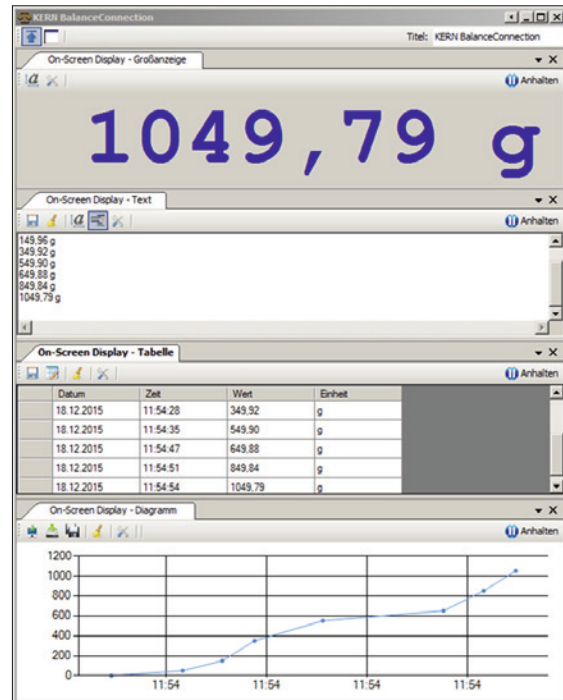 KERN BalanceConnection
Titel: KERN BalanceConnection
On-Screen Display - Großanzeige
a Anhalten
1049,79 g
On-Screen Display - Text
a Anhalten
149,96 g
349,92 g
549,90 g
649,88 g
849,84 g
1049,79 g
On-Screen Display - Tabelle
Anhalten
Datum Zeit Wert Einheit
18.12.2015 11:54:28 349,92 g
18.12.2015 11:54:35 549,90 g
18.12.2015 11:54:47 649,88 g
18.12.2015 11:54:51 849,84 g
18.12.2015 11:54:54 1049,79 g
On-Screen Display - Diagramm
Anhalten
1200
1000
800
600
400
200
0
11:54 11:54 11:54 11:54